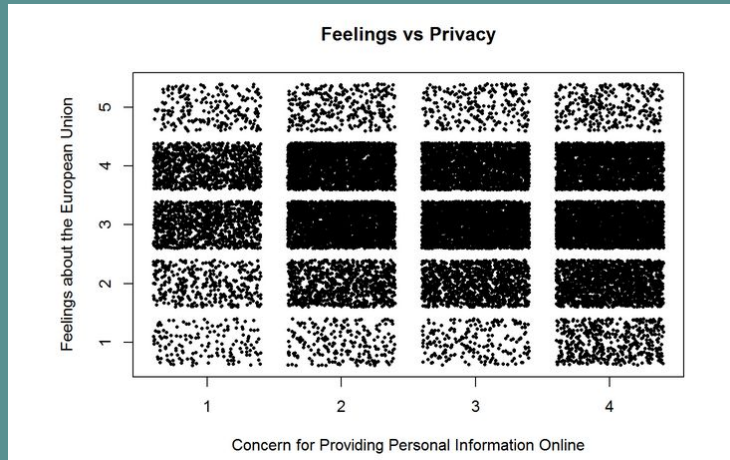 Feelings vs Privacy
Feelings about the European Union
5
4
3
2
1
1 2 3 4
Concern for Providing Personal Information Online